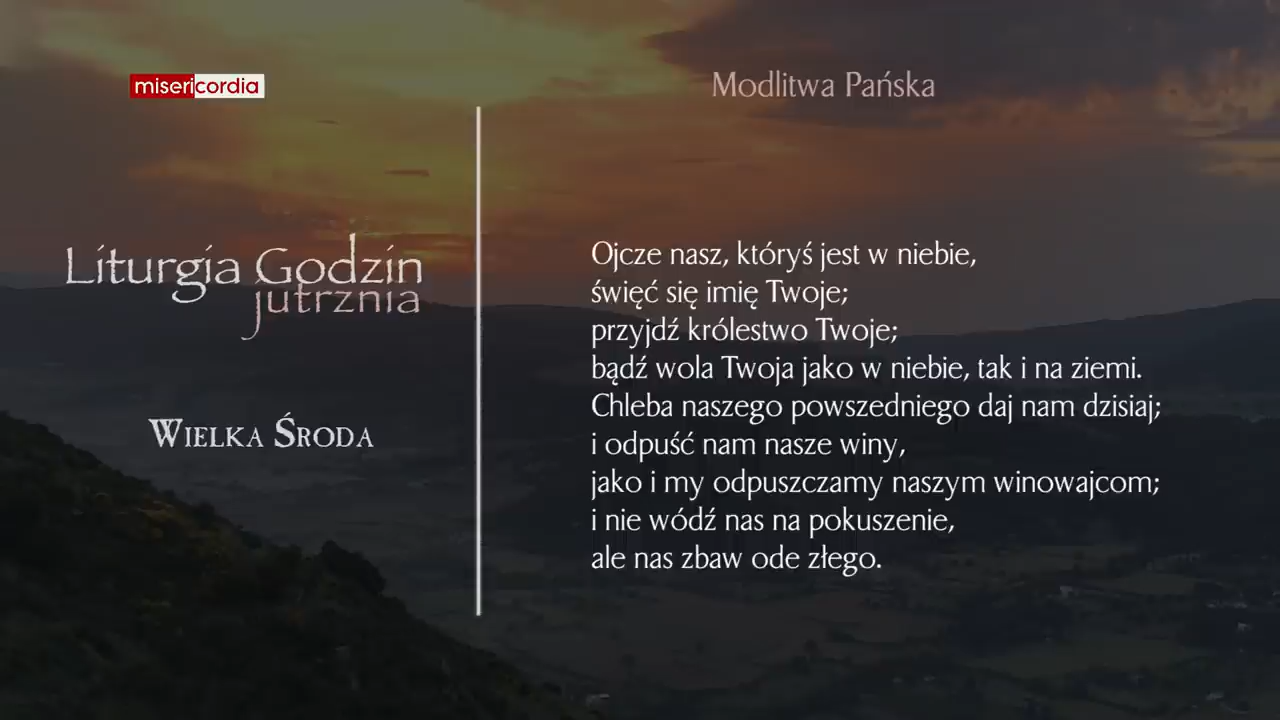 misericordia
Modlitwa Pańska
Liturgia Godzin
jutrznia
Wielka Środa
Ojcze nasz, któryś jest w niebie,
święć się imię Twoje;
przyjdź królestwo Twoje;
bądź wola Twoja jako w niebie, tak i na ziemi.
Chleba naszego powszedniego daj nam dzisiaj;
i odpuść nam nasze winy,
jako i my odpuszczamy naszym winowajcom;
i nie wódź nas na pokuszenie,
ale nas zbaw ode złego.